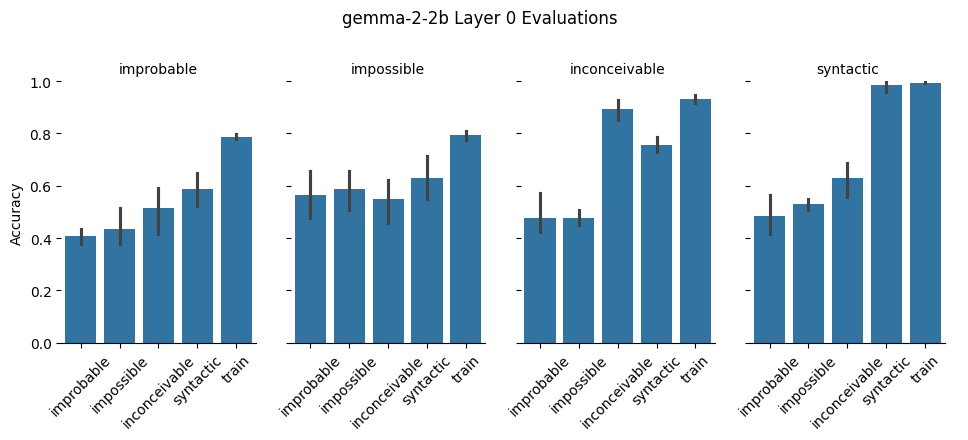 gemma-2-2b Layer 0 Evaluations
improbable impossible inconceivable syntactic
1.0
0.8
0.6
0.4
0.2
0.0
Accuracy
improbable impossible inconceivable syntactic train
improbable impossible inconceivable syntactic train
improbable impossible inconceivable syntactic train
improbable impossible inconceivable syntactic train